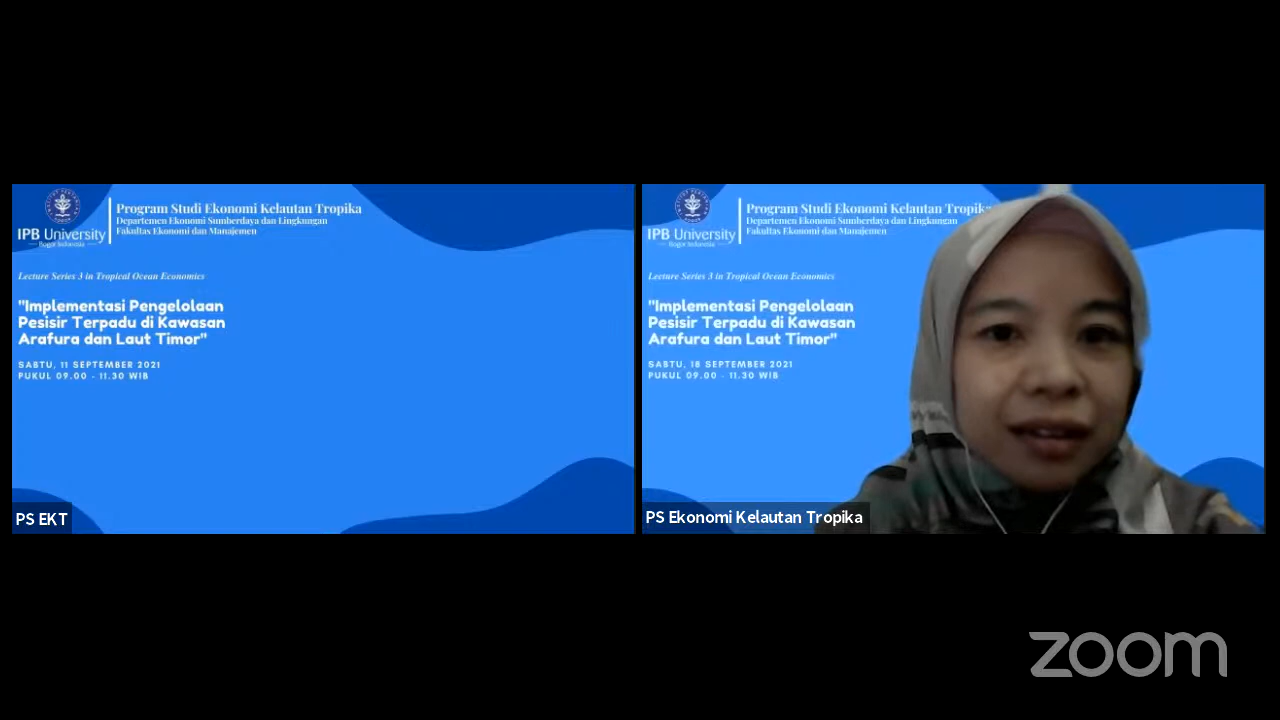 IPB University
Bogor Indonesia
Program Studi Ekonomi Kelautan Tropika
Departemen Ekonomi Sumberdaya dan Lingkungan
Fakultas Ekonomi dan Manajemen
Lecture Series 3 in Tropical Ocean Economics
"Implementasi Pengelolaan
Pesisir Terpadu di Kawasan
Arafura dan Laut Timor"
SABTU, 11 SEPTEMBER 2021
PUKUL 09.00 - 11.30 WIB
PS EKT
IPB University
Bogor Indonesia
Program Studi Ekonomi Kelautan Tropika
Departemen Ekonomi Sumberdaya dan Lingkungan
Fakultas Ekonomi dan Manajemen
Lecture Series 3 in Tropical Ocean Economics
"Implementasi Pengelolaan
Pesisir Terpadu di Kawasan
Arafura dan Laut Timor"
SABTU, 18 SEPTEMBER 2021
PUKUL 09.00 - 11.30 WIB
PS Ekonomi Kelautan Tropika
zoom